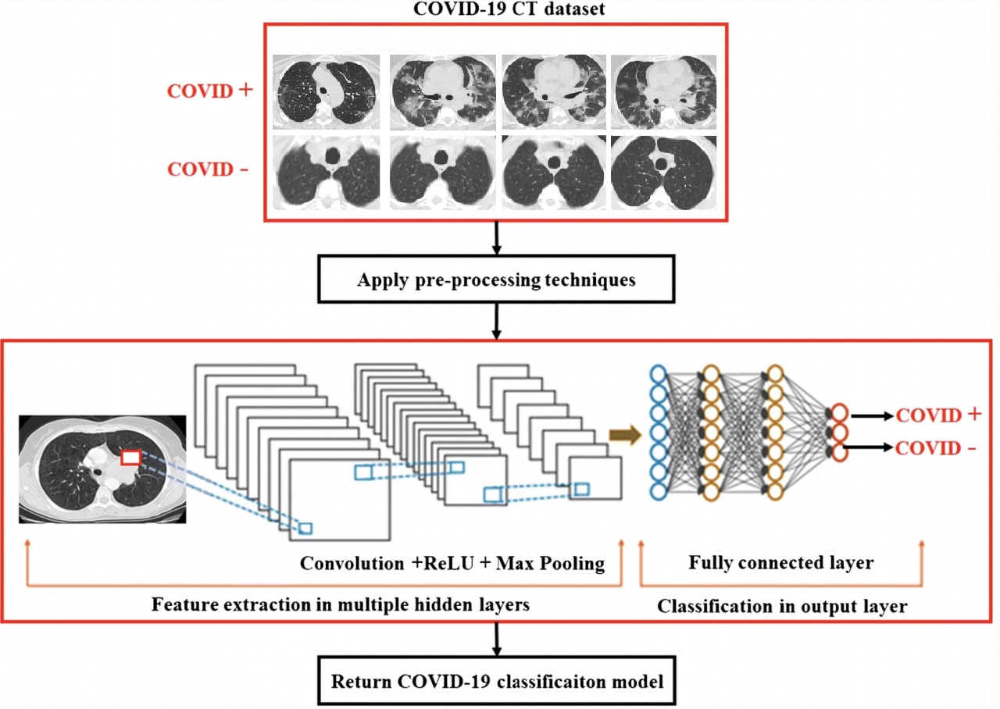 COVID-19 CT dataset
COVID +
COVID -
Apply pre-processing techniques
COVID +
COVID -
Convolution +ReLU + Max Pooling
Fully connected layer
Feature extraction in multiple hidden layers
Classification in output layer
Return COVID-19 classificaiton model